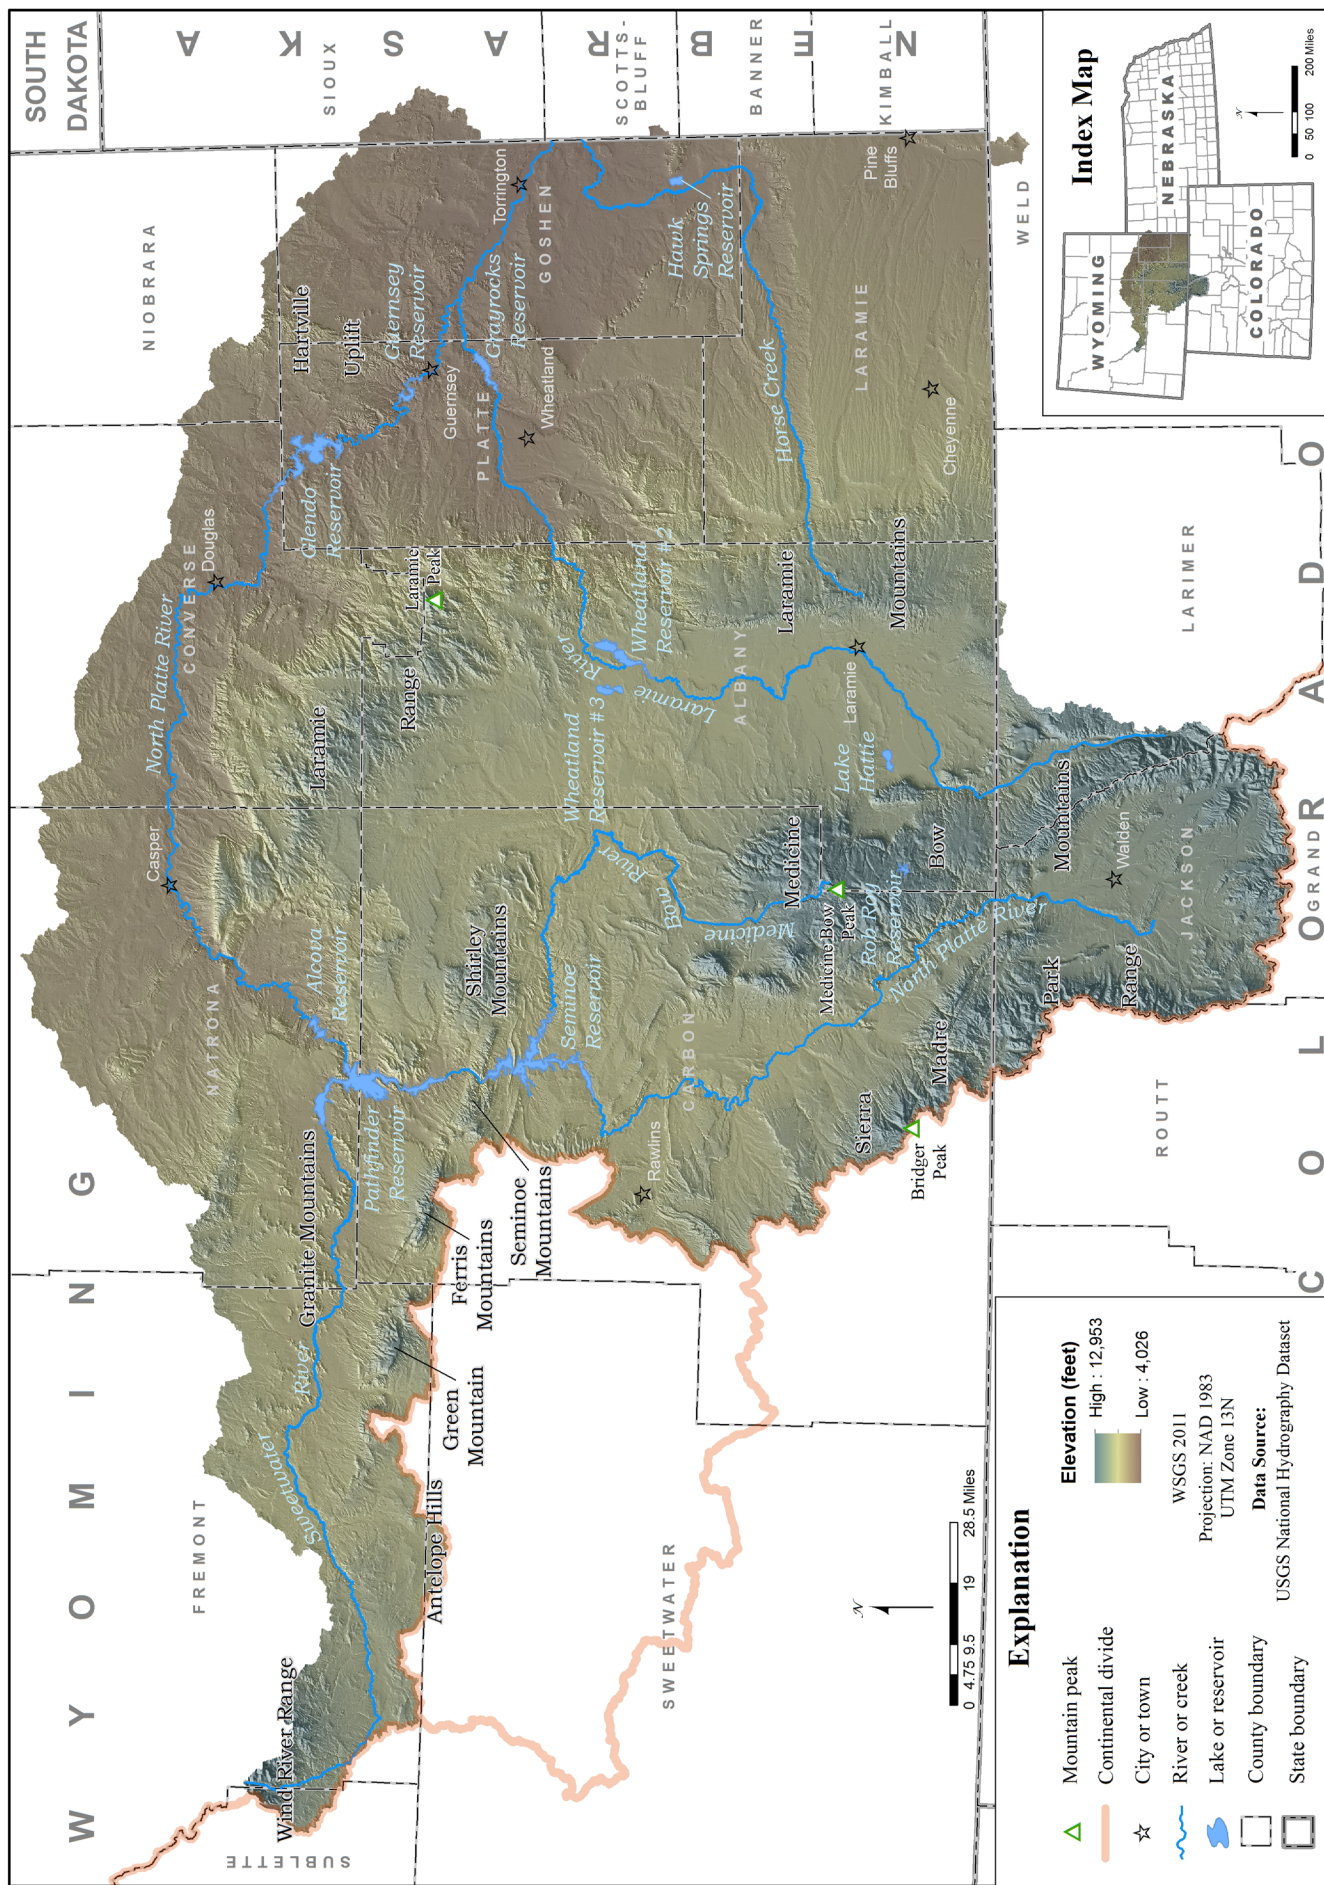 W Y O M I N G
SOUTH
DAKOTA
N E B R A S K A
C O L O R A D O
SUBLETTE
FREMONT
NATRONA
CONVERSE
NIOBRARA
SIOUX
SCOTTS-
BLUFF
BANNER
KIMBALL
GOSHEN
PLATTE
LARAMIE
ALBANY
CARBON
SWEETWATER
WELD
LARIMER
JACKSON
GRAND
ROUTT
Wind River Range
Sweetwater
River
Antelope Hills
Green
Mountain
Granite Mountains
Ferris
Mountains
Seminoe
Mountains
Pathfinder
Reservoir
Alcova
Reservoir
Casper
North Platte River
Douglas
Glendo
Reservoir
Hartville
Uplift
Guernsey
Reservoir
Guernsey
Grayrocks
Reservoir
Torrington
Wheatland
Laramie
Range
Laramie
Peak
Shirley
Mountains
Seminoe
Reservoir
Rawlins
Medicine
Bow
River
Wheatland
Reservoir #3
Wheatland
Reservoir #2
Laramie
River
Hawk
Springs
Reservoir
Horse Creek
Pine
Bluffs
Cheyenne
Laramie
Mountains
Laramie
Lake
Hattie
Medicine
Bow
Mountains
Medicine Bow
Peak
Rob Roy
Reservoir
North Platte River
Sierra
Madre
Bridger
Peak
Park
Range
Walden
N
0 4.75 9.5 19 28.5 Miles
Explanation
Mountain peak
Continental divide
City or town
River or creek
Lake or reservoir
County boundary
State boundary
Elevation (feet)
High : 12,953
Low : 4,026
WSGS 2011
Projection: NAD 1983
UTM Zone 13N
Data Source:
USGS National Hydrography Dataset
Index Map
WYOMING
NEBRASKA
COLORADO
N
0 50 100 200 Miles